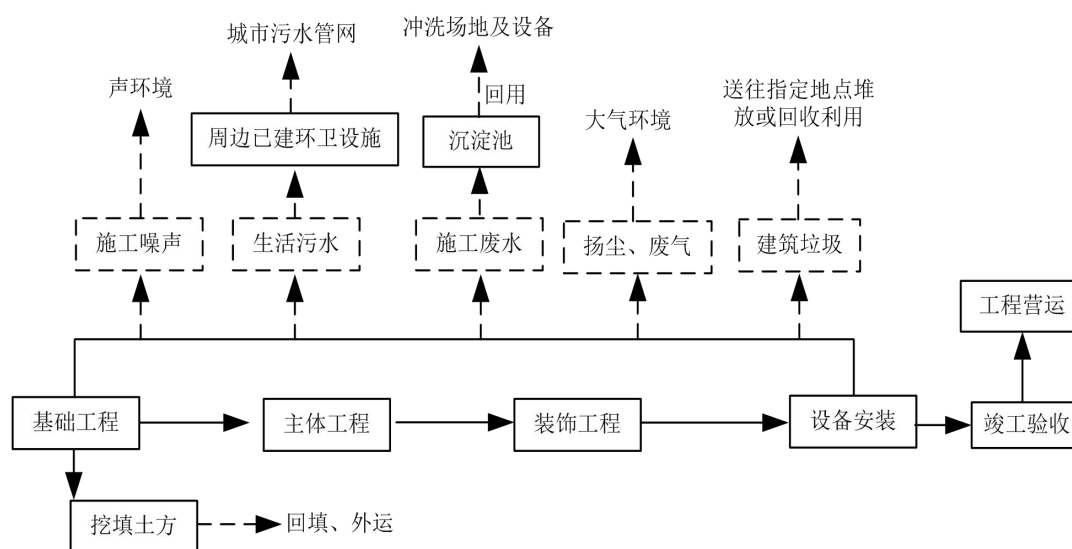 城市污水管网
冲洗场地及设备
声环境
回用
送往指定地点堆
放或回收利用
大气环境
周边已建环卫设施
沉淀池
施工噪声
生活污水
施工废水
扬尘、废气
建筑垃圾
工程营运
基础工程
主体工程
装饰工程
设备安装
竣工验收
挖填土方
回填、外运